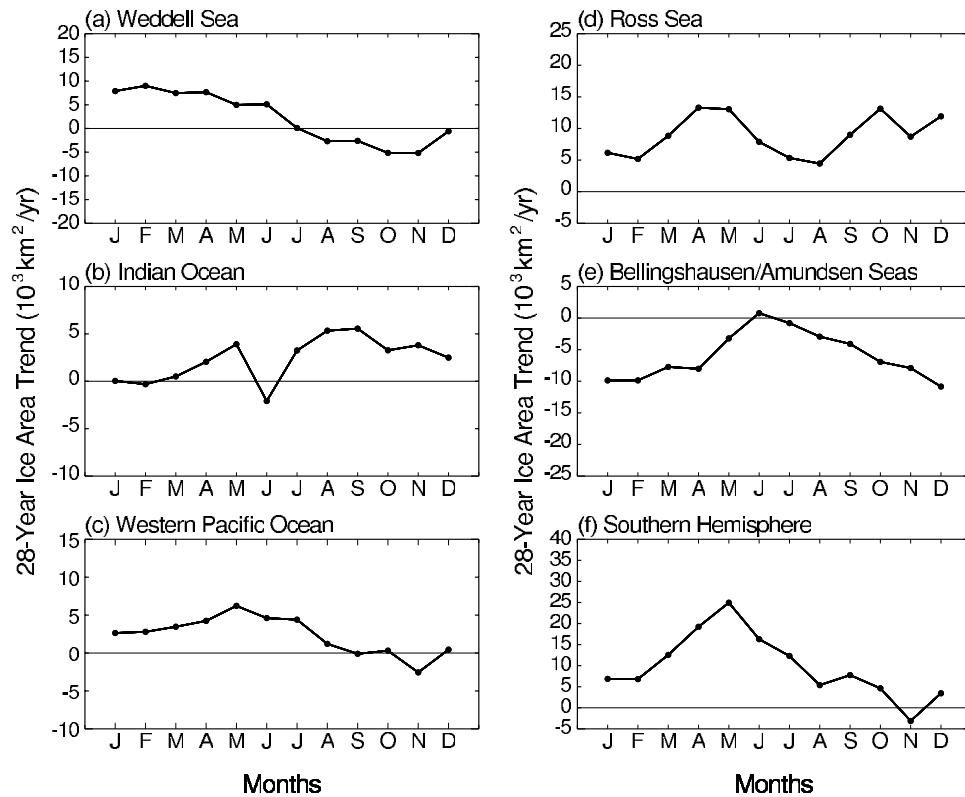 (a) Weddell Sea
20
15
10
5
0
-5
-10
-15
-20
J F M A M J J A S O N D
(b) Indian Ocean
10
5
0
-5
-10
J F M A M J J A S O N D
(c) Western Pacific Ocean
15
10
5
0
-5
-10
J F M A M J J A S O N D
28-Year Ice Area Trend (10³km²/yr)
Months
(d) Ross Sea
25
20
15
10
5
0
-5
J F M A M J J A S O N D
(e) Bellingshausen/Amundsen Seas
5
0
-5
-10
-15
-20
-25
J F M A M J J A S O N D
(f) Southern Hemisphere
40
35
30
25
20
15
10
5
0
-5
J F M A M J J A S O N D
28-Year Ice Area Trend (10³km²/yr)
Months